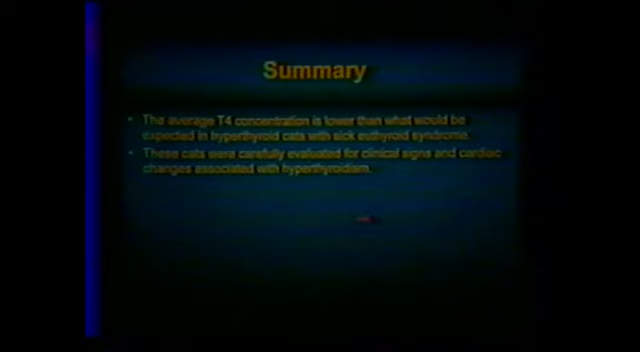 Summary
• The average T4 concentration is lower than what would be
expected in hyperthyroid cats with sick euthyroid syndrome.
• These cats were carefully evaluated for clinical signs and cardiac
changes associated with hyperthyroidism.